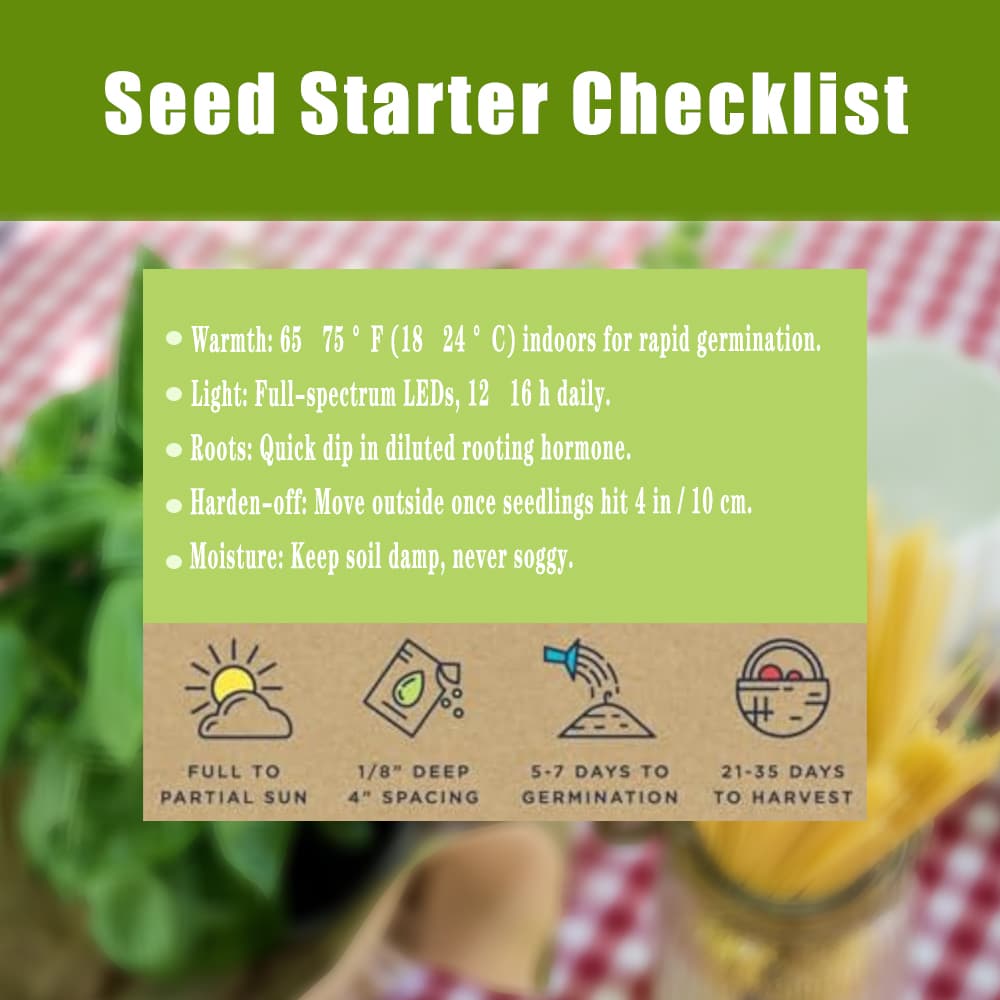 Seed Starter Checklist
Warmth: 65 75 ° F (18 24 ° C) indoors for rapid germination.
Light: Full-spectrum LEDs, 12 16 h daily.
Roots: Quick dip in diluted rooting hormone.
Harden-off: Move outside once seedlings hit 4 in / 10 cm.
Moisture: Keep soil damp, never soggy.
FULL TO
PARTIAL SUN
1/8" DEEP
4" SPACING
5-7 DAYS TO
GERMINATION
21-35 DAYS
TO HARVEST